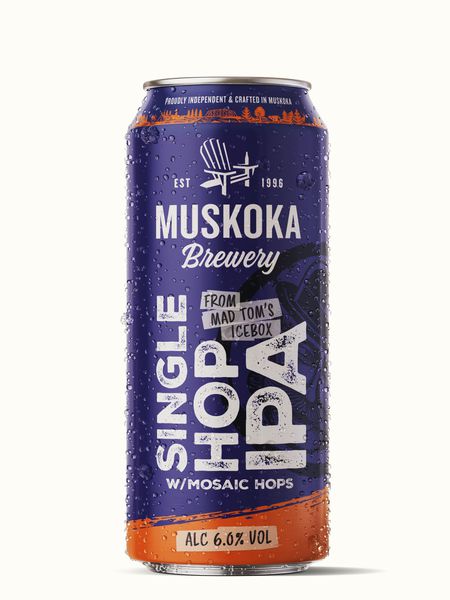 PROUDLY INDEPENDENT & CRAFTED IN MUSKOKA
EST 1996
MUSKOKA
Brewery
FROM
MAD TOM'S
ICEBOX
SINGLE
HOP
IPA
W/MOSAIC HOPS
ALC 6.0% VOL